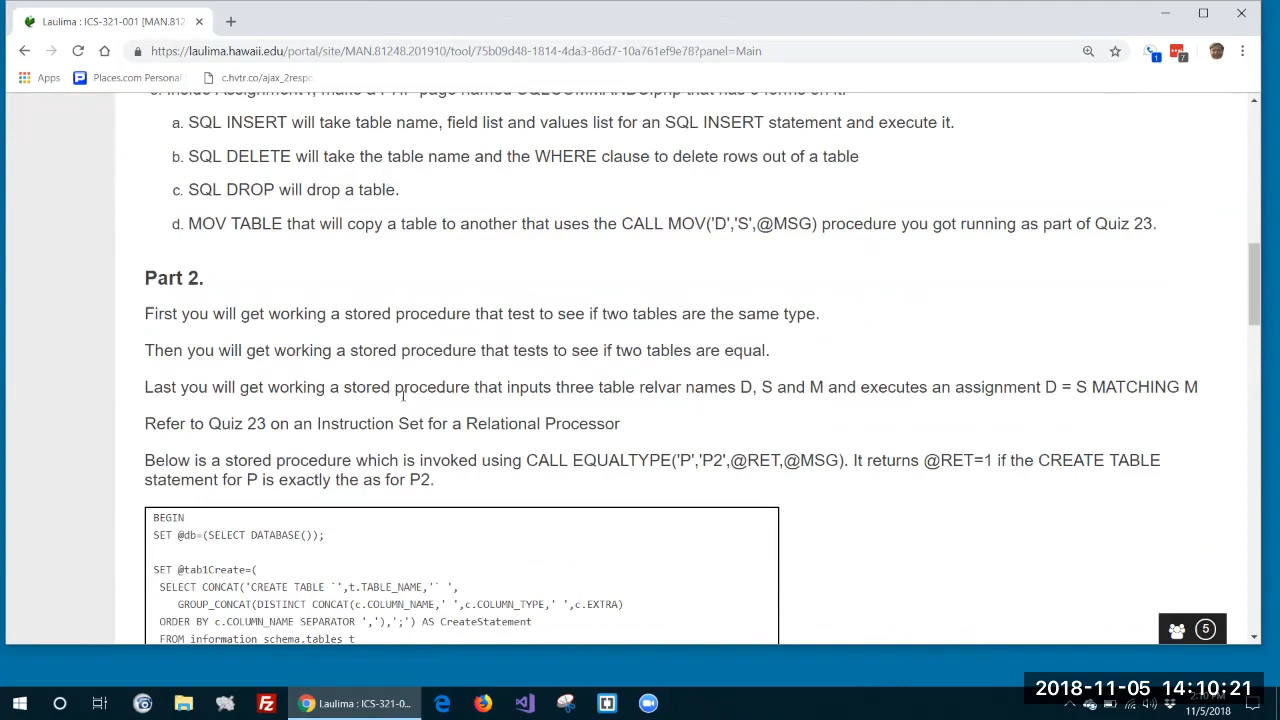 Laulima : ICS-321-001 [MAN.812
https://laulima.hawaii.edu/portal/site/MAN.81248.201910/tool/75b09d48-1814-4da3-86d7-10a761ef9e78?panel=Main
1
7
Apps
Places.com Personal
c.hvtr.co/ajax_2respo
a. SQL INSERT will take table name, field list and values list for an SQL INSERT statement and execute it.
b. SQL DELETE will take the table name and the WHERE clause to delete rows out of a table
c. SQL DROP will drop a table.
d. MOV TABLE that will copy a table to another that uses the CALL MOV('D','S',@MSG) procedure you got running as part of Quiz 23.
Part 2.
First you will get working a stored procedure that test to see if two tables are the same type.
Then you will get working a stored procedure that tests to see if two tables are equal.
Last you will get working a stored procedure that inputs three table relvar names D, S and M and executes an assignment D = S MATCHING M
Refer to Quiz 23 on an Instruction Set for a Relational Processor
Below is a stored procedure which is invoked using CALL EQUALTYPE('P','P2',@RET,@MSG). It returns @RET=1 if the CREATE TABLE
statement for P is exactly the as for P2.
BEGIN
SET @db=(SELECT DATABASE());
SET @tab1Create=(
SELECT CONCAT('CREATE TABLE `',t.TABLE_NAME,'` ',
GROUP_CONCAT(DISTINCT CONCAT(c.COLUMN_NAME,' ',c.COLUMN_TYPE,' ',c.EXTRA)
ORDER BY c.COLUMN_NAME SEPARATOR ','),';') AS CreateStatement
FROM information_schema.tables t
5
Laulima : ICS-321-0...
2018-11-05 14:10:21
11/5/2018